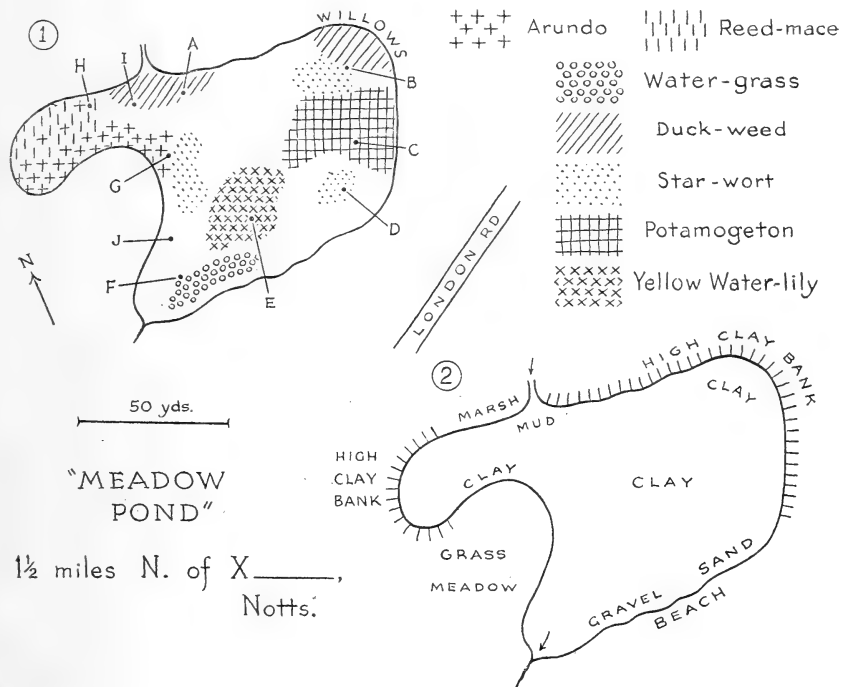 1
WILLOWS
Arundo
Reed-mace
Water-grass
Duck-weed
Star-wort
Potamogeton
Yellow Water-lily
A
B
C
D
E
F
G
H
I
J
N
LONDON RD
50 yds.
"MEADOW
POND"
1½ miles N. of X______,
Notts.
2
HIGH CLAY BANK
CLAY
MARSH
MUD
HIGH
CLAY
BANK
CLAY
CLAY
GRASS
MEADOW
GRAVEL SAND
BEACH